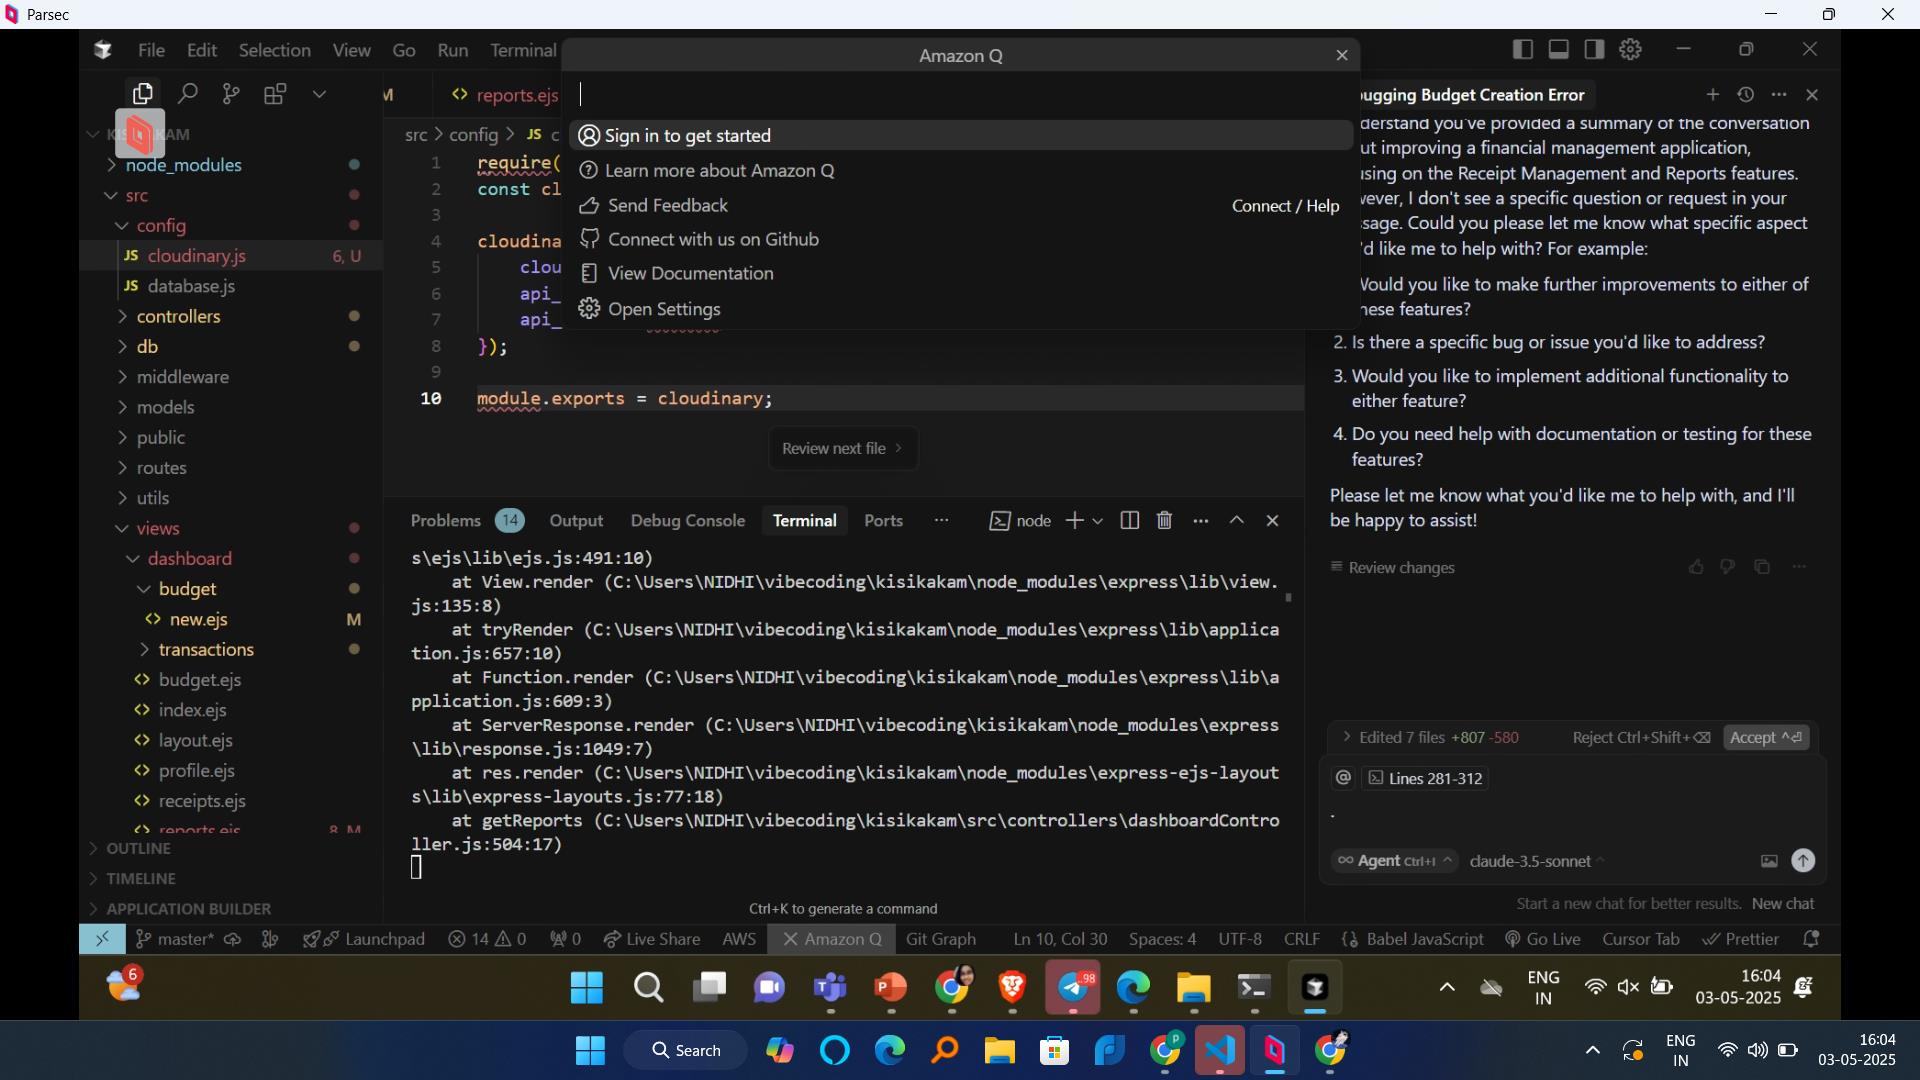 Parsec
File Edit Selection View Go Run Terminal
Amazon Q
Sign in to get started
Learn more about Amazon Q
Send Feedback
Connect / Help
Connect with us on Github
View Documentation
Open Settings
M
reports.ejs
src > config > JS c
1 require(
2 const cl
3
4 cloudina
5 clou
6 api_
7 api_
8 });
9
10 module.exports = cloudinary;
Review next file >
node_modules
src
config
JS cloudinary.js 6, U
JS database.js
controllers
db
middleware
models
public
routes
utils
views
dashboard
budget
new.ejs M
transactions
budget.ejs
index.ejs
layout.ejs
profile.ejs
receipts.ejs
reports.ejs 8, M
OUTLINE
TIMELINE
APPLICATION BUILDER
Problems 14 Output Debug Console Terminal Ports ··· node
s\ejs\lib\ejs.js:491:10)
at View.render (C:\Users\NIDHI\vibecoding\kisikakam\node_modules\express\lib\view.
js:135:8)
at tryRender (C:\Users\NIDHI\vibecoding\kisikakam\node_modules\express\lib\applica
tion.js:657:10)
at Function.render (C:\Users\NIDHI\vibecoding\kisikakam\node_modules\express\lib\a
pplication.js:609:3)
at ServerResponse.render (C:\Users\NIDHI\vibecoding\kisikakam\node_modules\express
\lib\response.js:1049:7)
at res.render (C:\Users\NIDHI\vibecoding\kisikakam\node_modules\express-ejs-layout
s\lib\express-layouts.js:77:18)
at getReports (C:\Users\NIDHI\vibecoding\kisikakam\src\controllers\dashboardContro
ller.js:504:17)
Ctrl+K to generate a command
ugging Budget Creation Error
derstand you've provided a summary of the conversation
ut improving a financial management application,
using on the Receipt Management and Reports features.
vever, I don't see a specific question or request in your
sage. Could you please let me know what specific aspect
'd like me to help with? For example:
Would you like to make further improvements to either of
hese features?
2. Is there a specific bug or issue you'd like to address?
3. Would you like to implement additional functionality to
either feature?
4. Do you need help with documentation or testing for these
features?
Please let me know what you'd like me to help with, and I'll
be happy to assist!
Review changes
> Edited 7 files +807 -580 Reject Ctrl+Shift+⌫ Accept ^⏎
@ Lines 281-312
.
∞ Agent Ctrl+I claude-3.5-sonnet
Start a new chat for better results. New chat
master* Launchpad 14 0 0 Live Share AWS Amazon Q Git Graph Ln 10, Col 30 Spaces: 4 UTF-8 CRLF Babel JavaScript Go Live Cursor Tab Prettier
6
98
ENG
IN
16:04
03-05-2025
Search
P
ENG
IN
16:04
03-05-2025